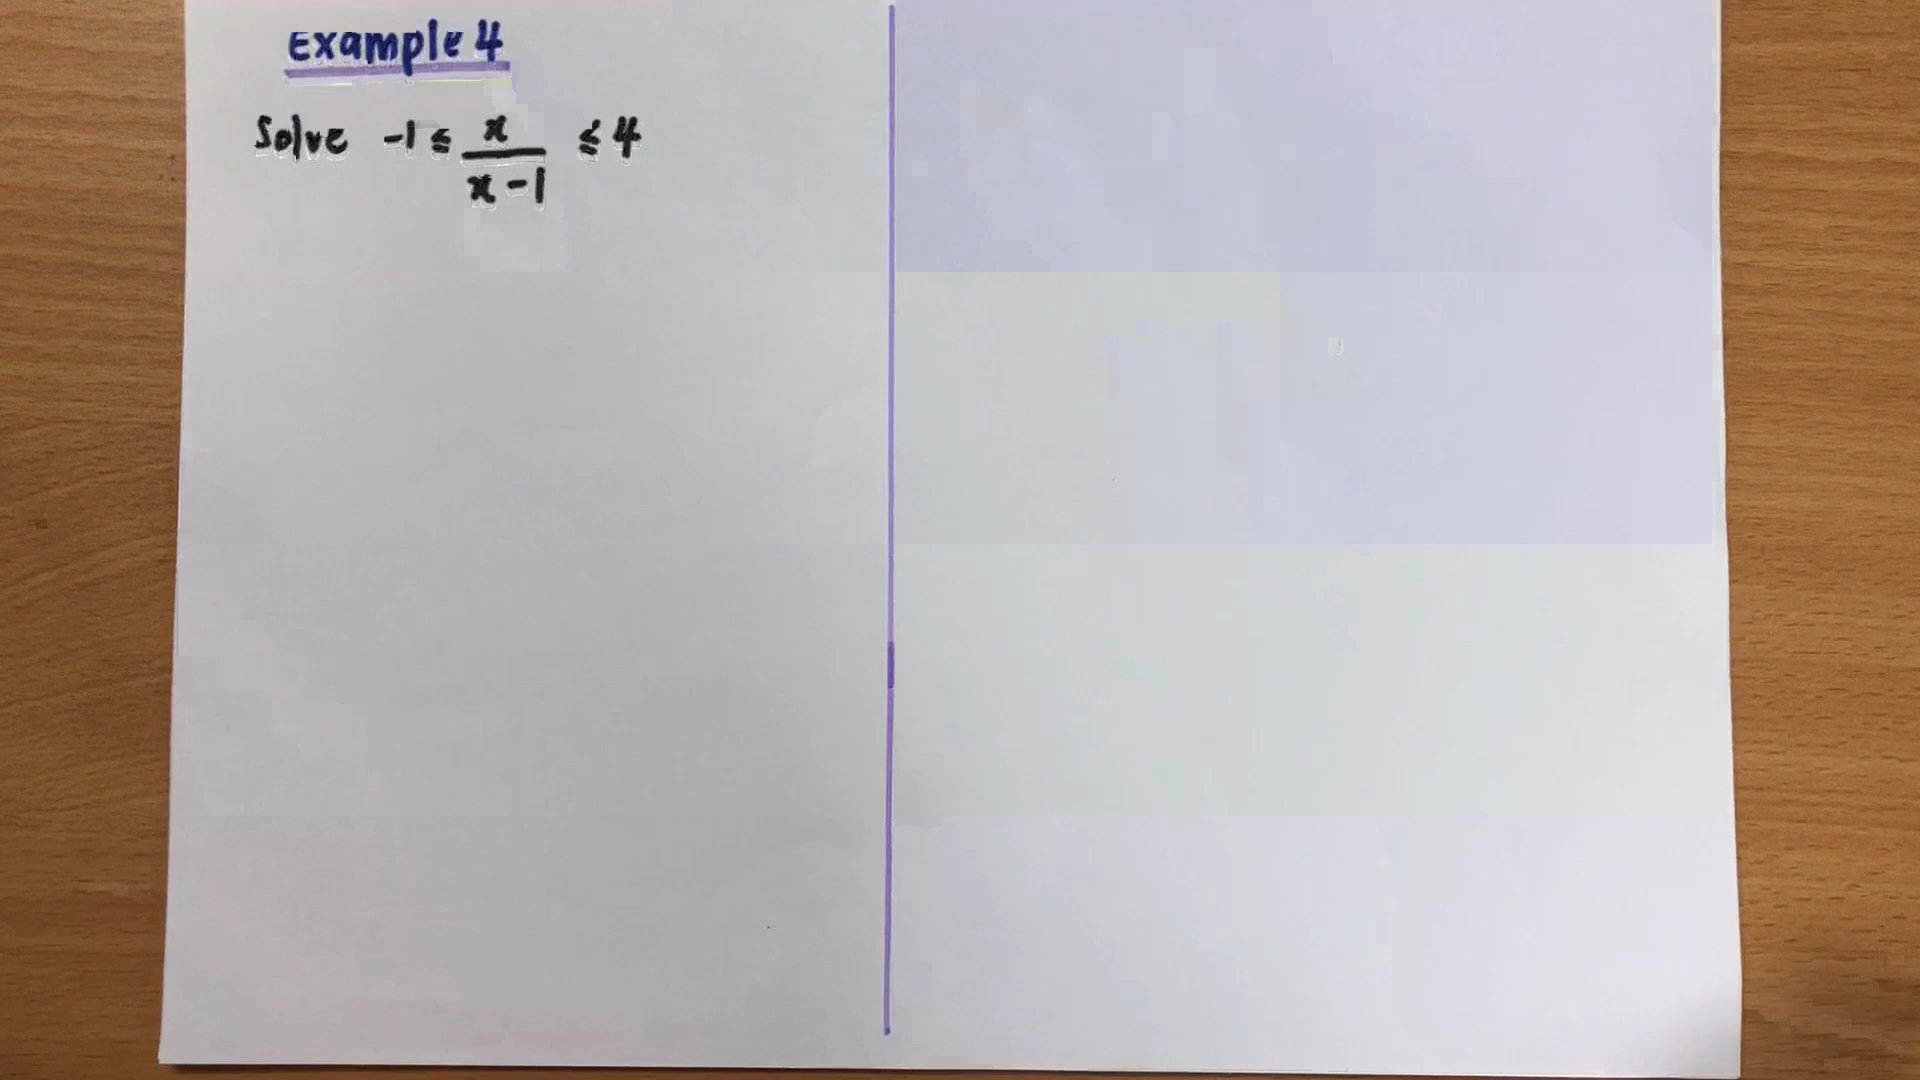 Example 4
Solve -1 ≤ x/(x-1) ≤ 4